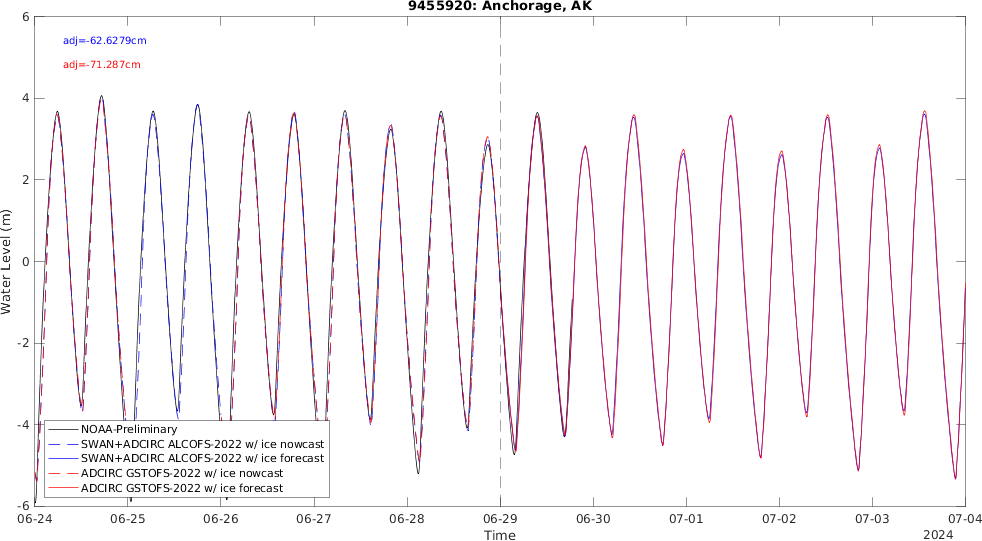 9455920: Anchorage, AK
adj=-62.6279cm
adj=-71.287cm
6
4
2
0
-2
-4
-6
Water Level (m)
NOAA-Preliminary
SWAN+ADCIRC ALCOFS-2022 w/ ice nowcast
SWAN+ADCIRC ALCOFS-2022 w/ ice forecast
ADCIRC GSTOFS-2022 w/ ice nowcast
ADCIRC GSTOFS-2022 w/ ice forecast
06-24 06-25 06-26 06-27 06-28 06-29 06-30 07-01 07-02 07-03 07-04
Time
2024